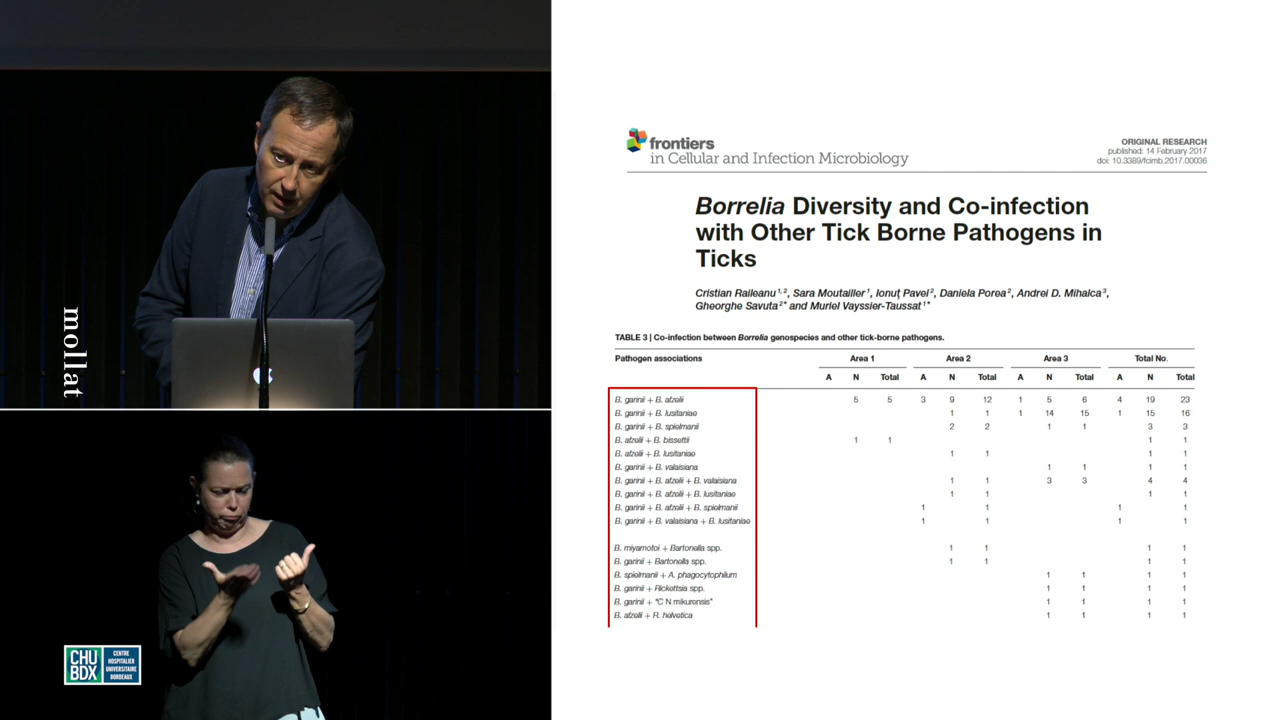 mollat
CHU
BDX
CENTRE
HOSPITALIER
UNIVERSITAIRE
BORDEAUX
frontiers
in Cellular and Infection Microbiology
ORIGINAL RESEARCH
published: 14 February 2017
doi: 10.3389/fcimb.2017.00036
Borrelia Diversity and Co-infection
with Other Tick Borne Pathogens in
Ticks
Cristian Raileanu 1,2, Sara Moutailler 1, Ionuţ Pavel 2, Daniela Porea 2, Andrei D. Mihalca 3,
Gheorghe Savuta 2* and Muriel Vayssier-Taussat 1*
TABLE 3 | Co-infection between Borrelia genospecies and other tick-borne pathogens.
Pathogen associations Area 1 Area 2 Area 3 Total No.
A N Total A N Total A N Total A N Total
B. garinii + B. afzelii 5 5 3 9 12 1 5 6 4 19 23
B. garinii + B. lusitaniae 1 1 1 14 15 1 15 16
B. garinii + B. spielmanii 2 2 1 1 3 3
B. afzelii + B. bissettii 1 1 1 1
B. afzelii + B. lusitaniae 1 1 1 1
B. garinii + B. valaisiana 1 1 1 1
B. garinii + B. afzelii + B. valaisiana 1 1 3 3 4 4
B. garinii + B. afzelii + B. lusitaniae 1 1 1 1
B. garinii + B. afzelii + B. spielmanii 1 1 1 1
B. garinii + B. valaisiana + B. lusitaniae 1 1 1 1
B. miyamotoi + Bartonella spp. 1 1 1 1
B. garinii + Bartonella spp. 1 1 1 1
B. spielmanii + A. phagocytophilum 1 1 1 1
B. garinii + Rickettsia spp. 1 1 1 1
B. garinii + "C N mikurensis" 1 1 1 1
B. afzelii + R. helvetica 1 1 1 1